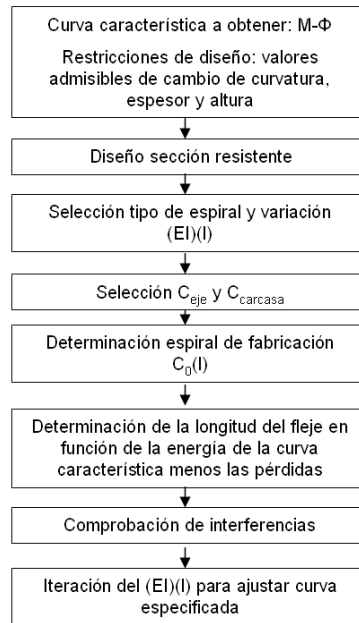 Curva característica a obtener: M-Φ
Restricciones de diseño: valores
admisibles de cambio de curvatura,
espesor y altura
Diseño sección resistente
Selección tipo de espiral y variación
(EI)(l)
Selección C_eje y C_carcasa
Determinación espiral de fabricación
C_0(l)
Determinación de la longitud del fleje en
función de la energía de la curva
característica menos las pérdidas
Comprobación de interferencias
Iteración del (EI)(l) para ajustar curva
especificada